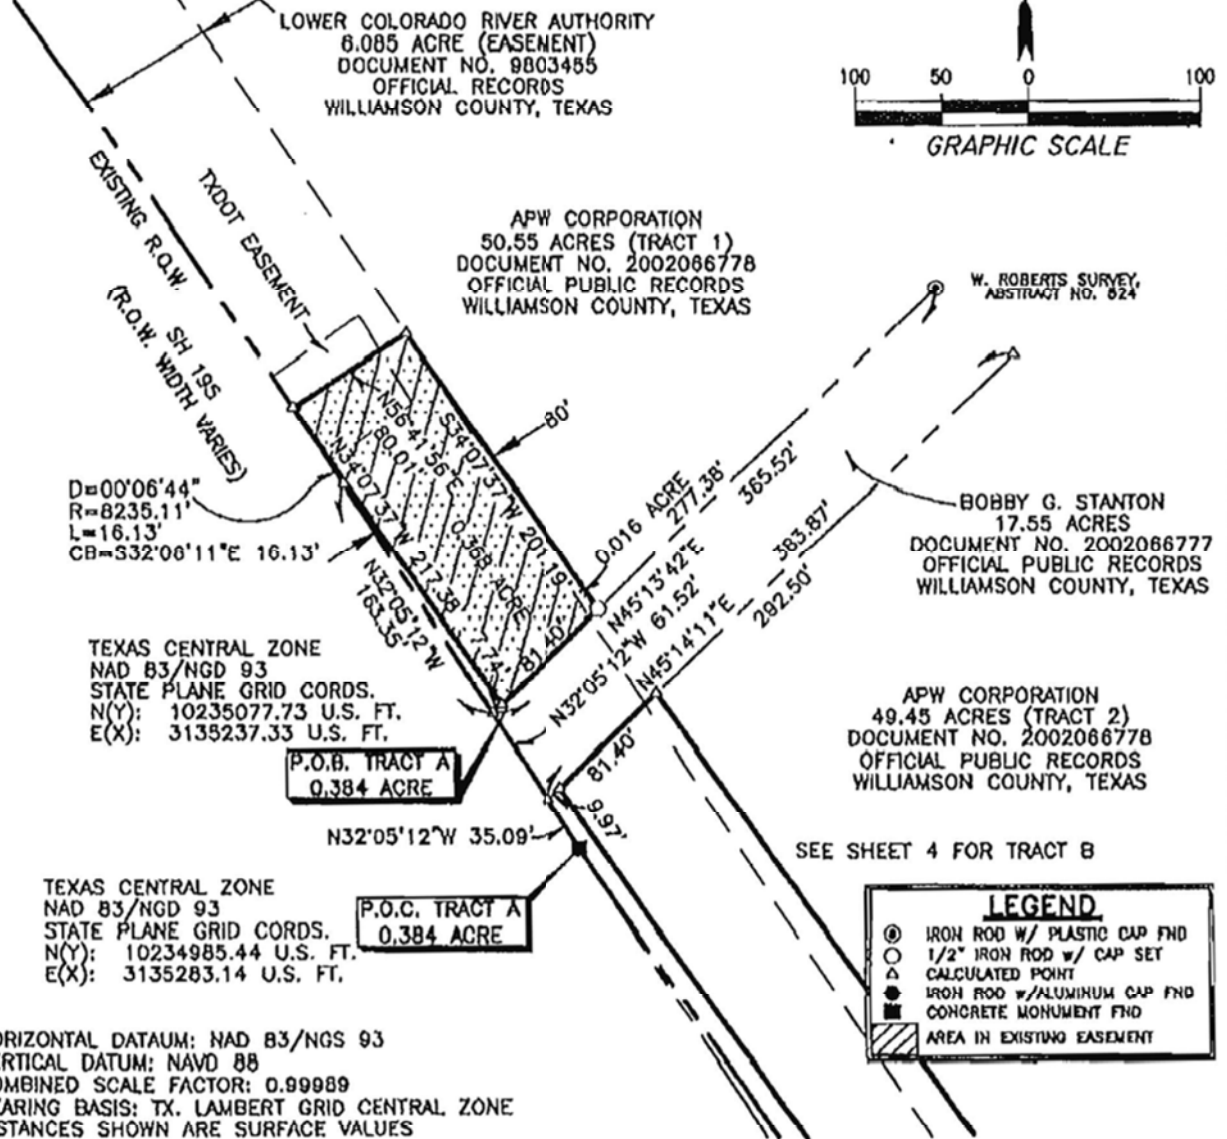 LOWER COLORADO RIVER AUTHORITY
6.085 ACRE (EASEMENT)
DOCUMENT NO. 9803455
OFFICIAL RECORDS
WILLIAMSON COUNTY, TEXAS
100 50 0 100
GRAPHIC SCALE
EXISTING R.O.W
TXDOT EASEMENT
SH 195
(R.O.W. WIDTH VARIES)
APW CORPORATION
50.55 ACRES (TRACT 1)
DOCUMENT NO. 2002066778
OFFICIAL PUBLIC RECORDS
WILLIAMSON COUNTY, TEXAS
W. ROBERTS SURVEY,
ABSTRACT NO. 524
80'
N56°41'56"E
80.01'
S34°07'37"W 201.19'
N34°07'37"W 217.38
0.368 ACRE
D=00°06'44"
R=8235.11'
L=16.13'
CB=S32°08'11"E 16.13'
N32°05'12"W
163.35'
7.74'
81.40'
0.016 ACRE
277.38'
365.52'
N45°13'42"E
N32°05'12"W 61.52'
383.87'
N45°14'11"E
292.50'
BOBBY G. STANTON
17.55 ACRES
DOCUMENT NO. 2002066777
OFFICIAL PUBLIC RECORDS
WILLIAMSON COUNTY, TEXAS
TEXAS CENTRAL ZONE
NAD 83/NGD 93
STATE PLANE GRID CORDS.
N(Y): 10235077.73 U.S. FT.
E(X): 3135237.33 U.S. FT.
P.O.B. TRACT A
0.384 ACRE
81.40'
9.97'
N32°05'12"W 35.09'
APW CORPORATION
49.45 ACRES (TRACT 2)
DOCUMENT NO. 2002066778
OFFICIAL PUBLIC RECORDS
WILLIAMSON COUNTY, TEXAS
SEE SHEET 4 FOR TRACT B
TEXAS CENTRAL ZONE
NAD 83/NGD 93
STATE PLANE GRID CORDS.
N(Y): 10234985.44 U.S. FT.
E(X): 3135283.14 U.S. FT.
P.O.C. TRACT A
0.384 ACRE
LEGEND
IRON ROD W/ PLASTIC CAP FND
1/2" IRON ROD w/ CAP SET
CALCULATED POINT
IRON ROD w/ALUMINUM CAP FND
CONCRETE MONUMENT FND
AREA IN EXISTING EASEMENT
ORIZONTAL DATAUM: NAD 83/NGS 93
ERTICAL DATUM: NAVD 88
OMBINED SCALE FACTOR: 0.99989
EARING BASIS: TX. LAMBERT GRID CENTRAL ZONE
ISTANCES SHOWN ARE SURFACE VALUES